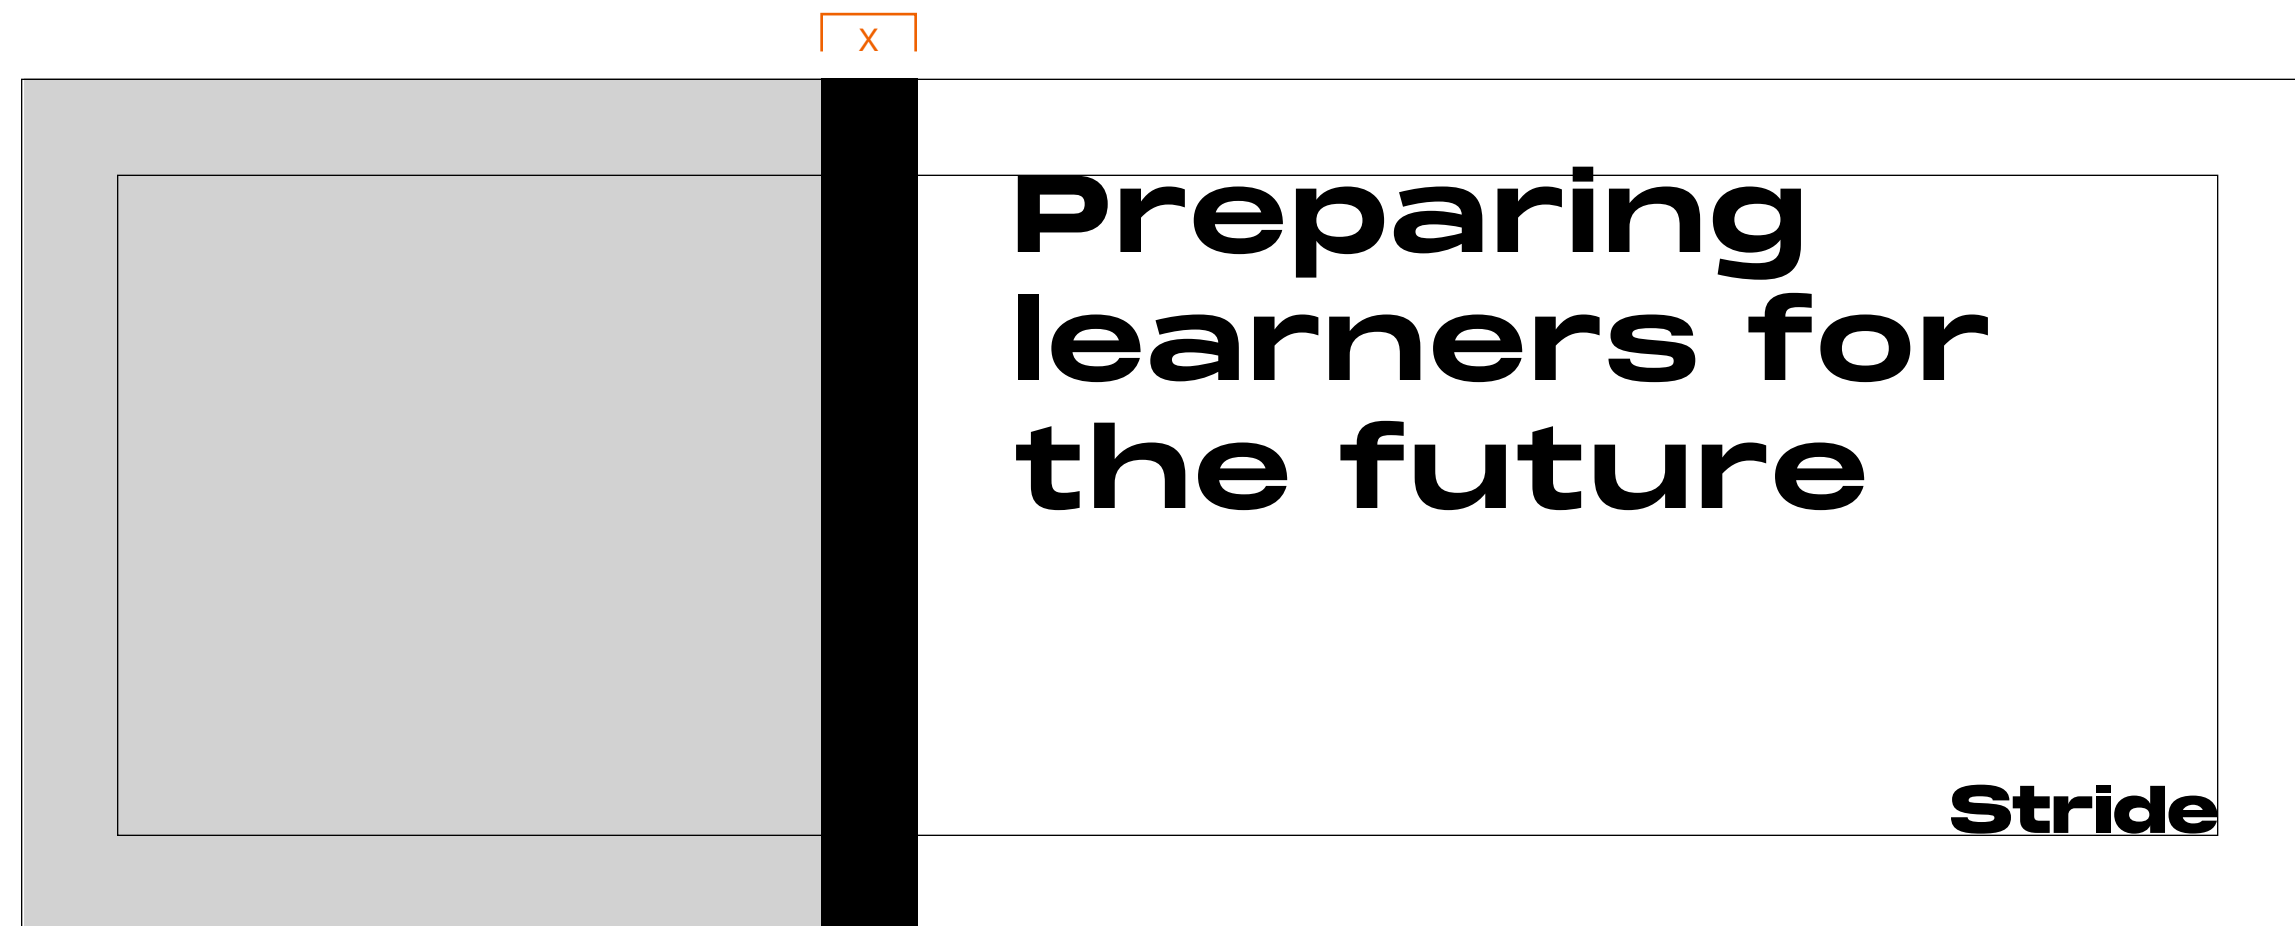 X
Preparing
learners for
the future
Stride